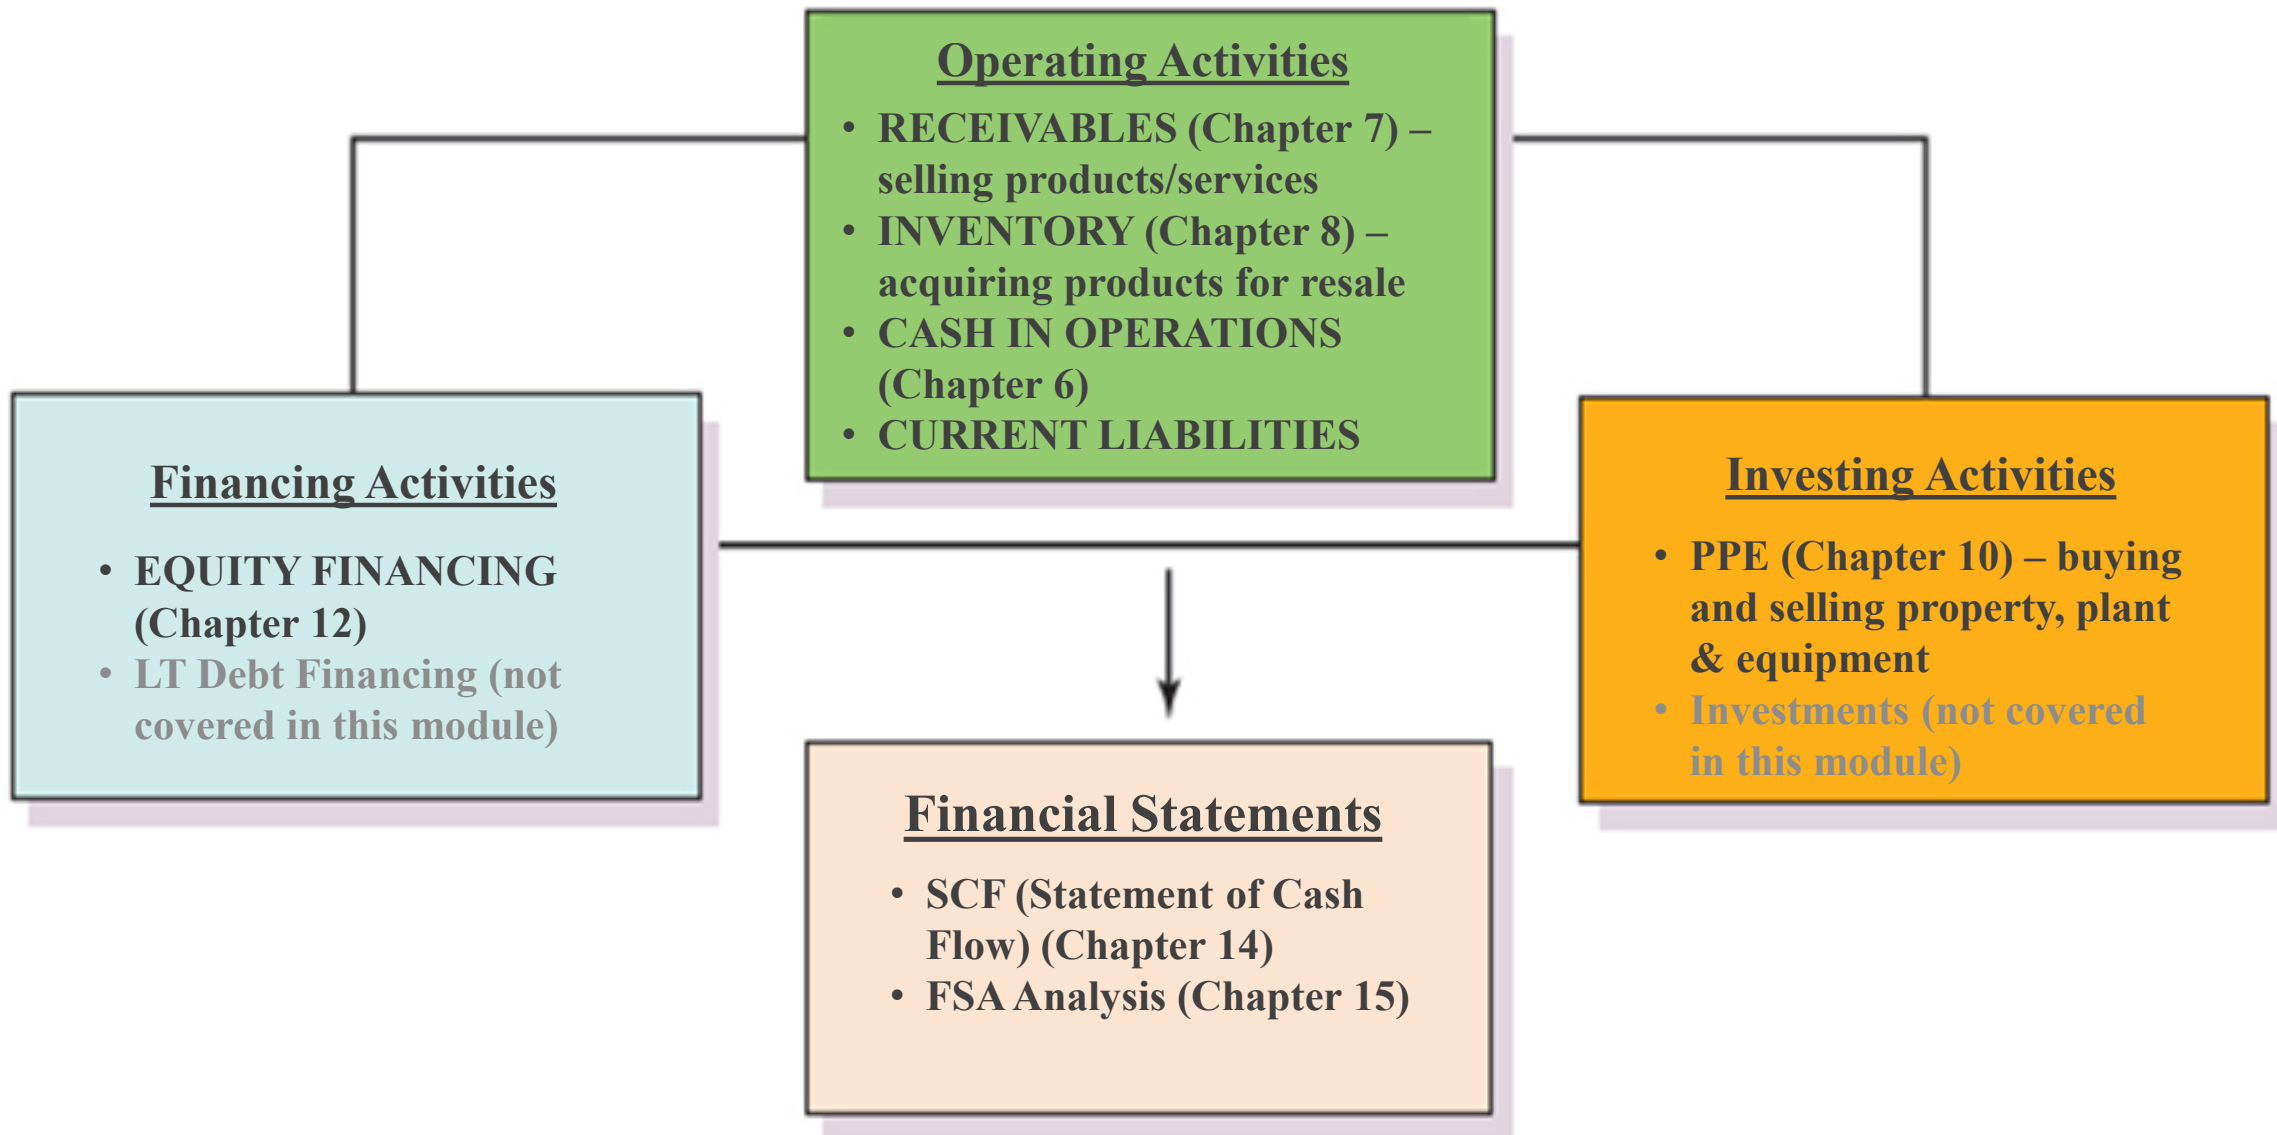 Operating Activities
• RECEIVABLES (Chapter 7) –
selling products/services
• INVENTORY (Chapter 8) –
acquiring products for resale
• CASH IN OPERATIONS
(Chapter 6)
• CURRENT LIABILITIES
Financing Activities
• EQUITY FINANCING
(Chapter 12)
• LT Debt Financing (not
covered in this module)
Investing Activities
• PPE (Chapter 10) – buying
and selling property, plant
& equipment
• Investments (not covered
in this module)
Financial Statements
• SCF (Statement of Cash
Flow) (Chapter 14)
• FSA Analysis (Chapter 15)